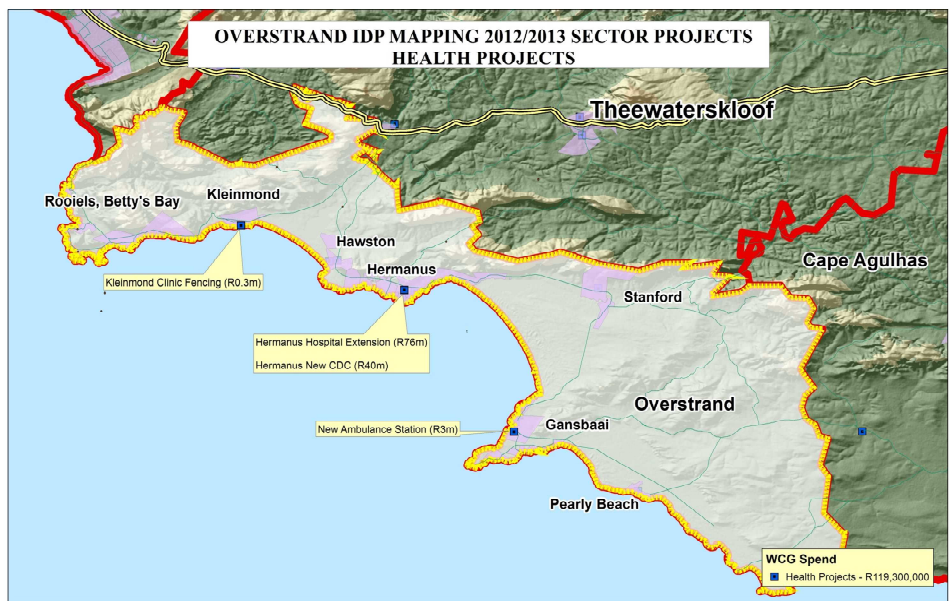 OVERSTRAND IDP MAPPING 2012/2013 SECTOR PROJECTS
HEALTH PROJECTS
Theewaterskloof
Kleinmond
Rooiels, Betty's Bay
Hawston
Cape Agulhas
Hermanus
Kleinmond Clinic Fencing (R0.3m)
Stanford
Hermanus Hospital Extension (R76m)
Hermanus New CDC (R40m)
Overstrand
New Ambulance Station (R3m)
Gansbaai
Pearly Beach
WCG Spend
Health Projects - R119,300,000